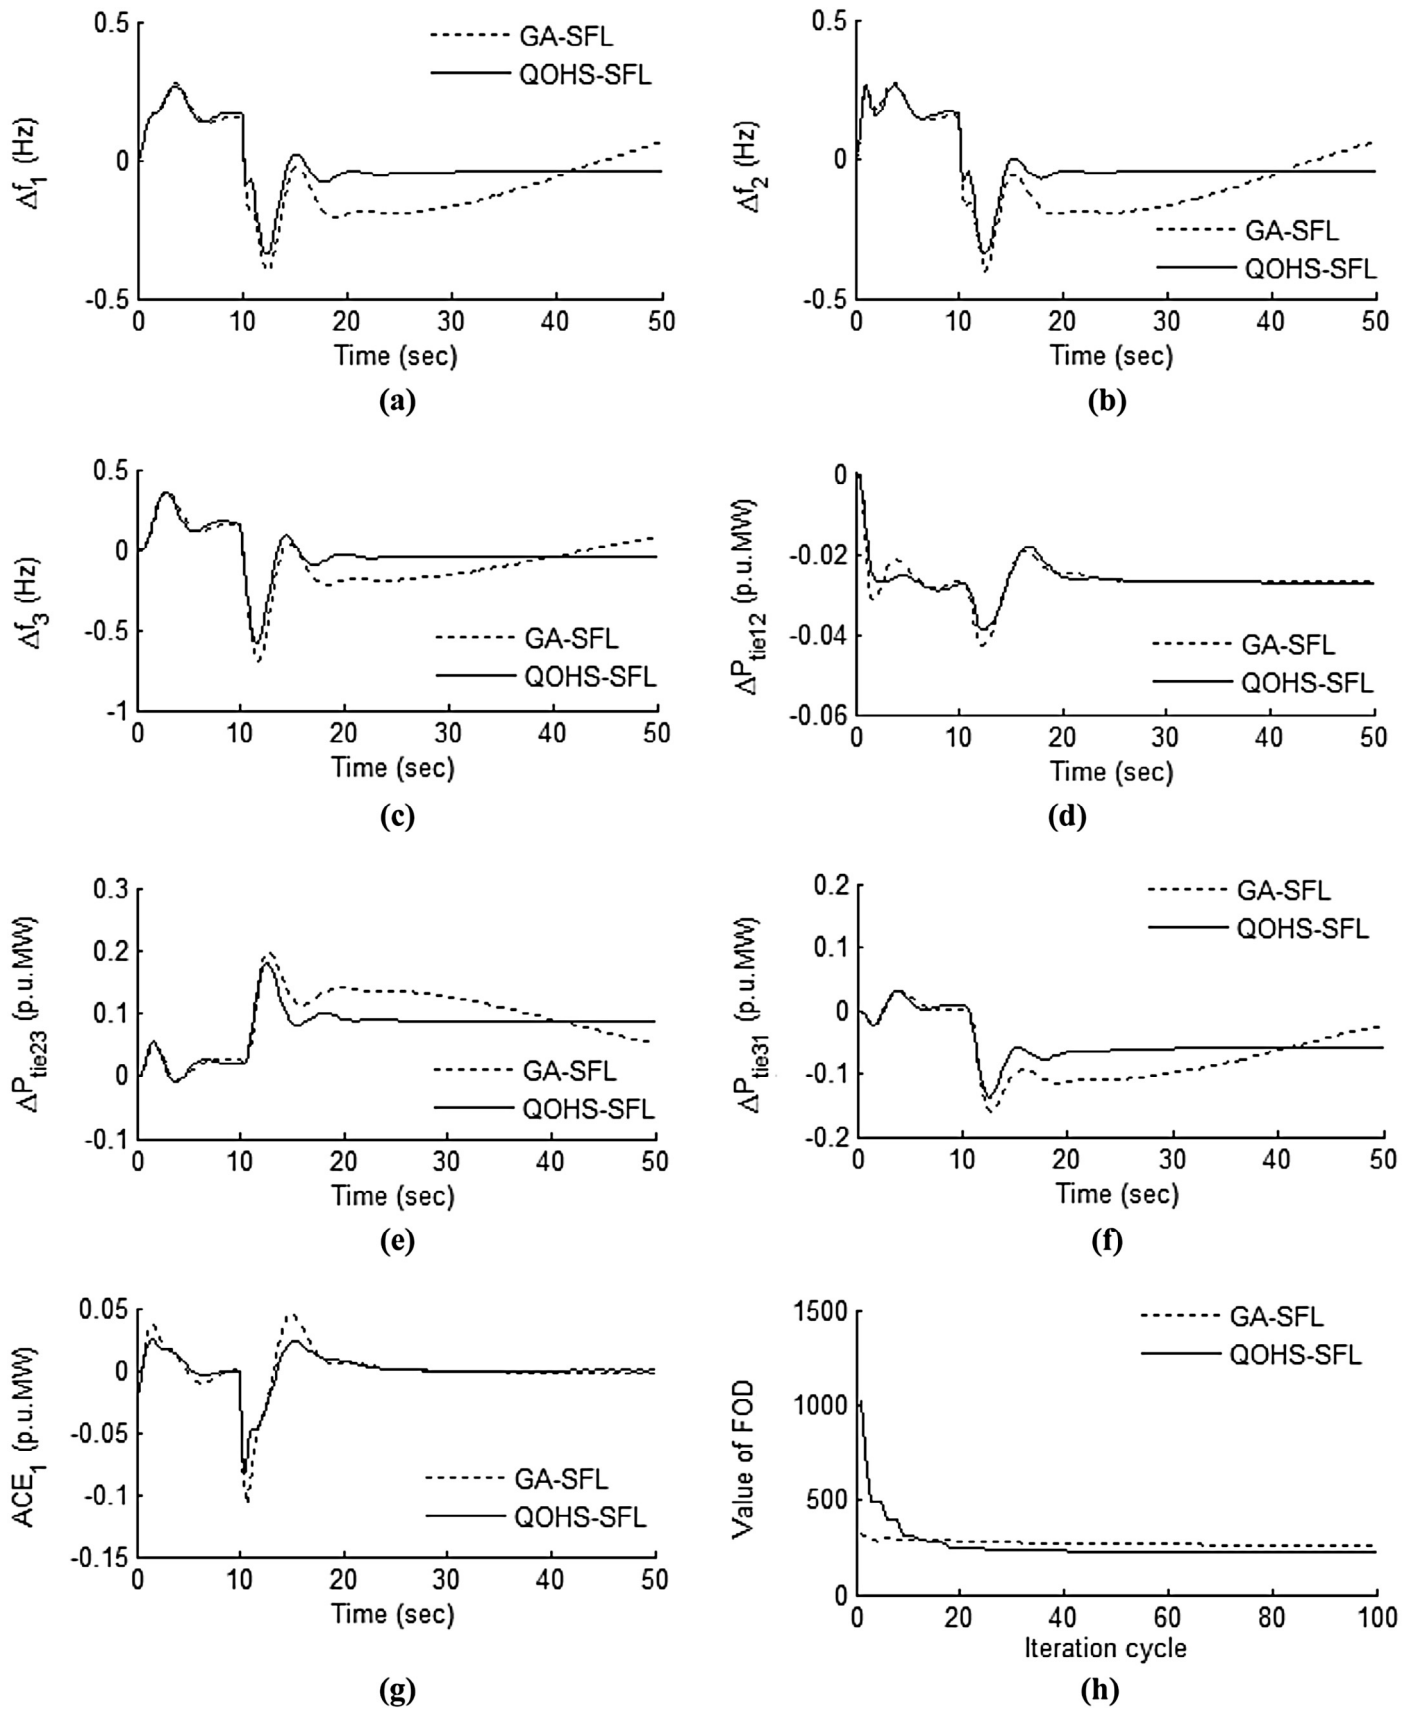 0.5
0
-0.5
Δf1 (Hz)
GA-SFL
QOHS-SFL
0 10 20 30 40 50
Time (sec)
(a)
0.5
0
-0.5
Δf2 (Hz)
GA-SFL
QOHS-SFL
0 10 20 30 40 50
Time (sec)
(b)
0.5
0
-0.5
-1
Δf3 (Hz)
GA-SFL
QOHS-SFL
0 10 20 30 40 50
Time (sec)
(c)
0
-0.02
-0.04
-0.06
ΔPtie12 (p.u.MW)
GA-SFL
QOHS-SFL
0 10 20 30 40 50
Time (sec)
(d)
0.3
0.2
0.1
0
-0.1
ΔPtie23 (p.u.MW)
GA-SFL
QOHS-SFL
0 10 20 30 40 50
Time (sec)
(e)
0.2
0.1
0
-0.1
-0.2
ΔPtie31 (p.u.MW)
GA-SFL
QOHS-SFL
0 10 20 30 40 50
Time (sec)
(f)
0.05
0
-0.05
-0.1
-0.15
ACE1 (p.u.MW)
GA-SFL
QOHS-SFL
0 10 20 30 40 50
Time (sec)
(g)
1500
1000
500
0
Value of FOD
GA-SFL
QOHS-SFL
0 20 40 60 80 100
Iteration cycle
(h)